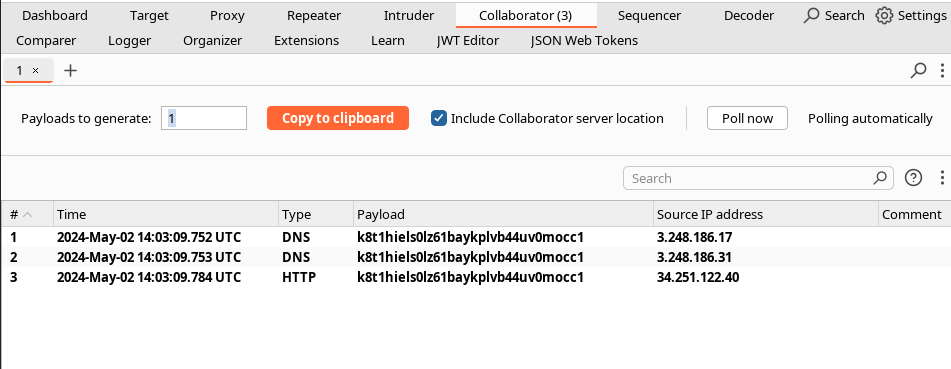 Dashboard Target Proxy Repeater Intruder Collaborator (3) Sequencer Decoder Search Settings
Comparer Logger Organizer Extensions Learn JWT Editor JSON Web Tokens
1 × +
Payloads to generate: 1 Copy to clipboard Include Collaborator server location Poll now Polling automatically
Search
# Time Type Payload Source IP address Comment
1 2024-May-02 14:03:09.752 UTC DNS k8t1hiels0lz61baykplvb44uv0mocc1 3.248.186.17
2 2024-May-02 14:03:09.753 UTC DNS k8t1hiels0lz61baykplvb44uv0mocc1 3.248.186.31
3 2024-May-02 14:03:09.784 UTC HTTP k8t1hiels0lz61baykplvb44uv0mocc1 34.251.122.40